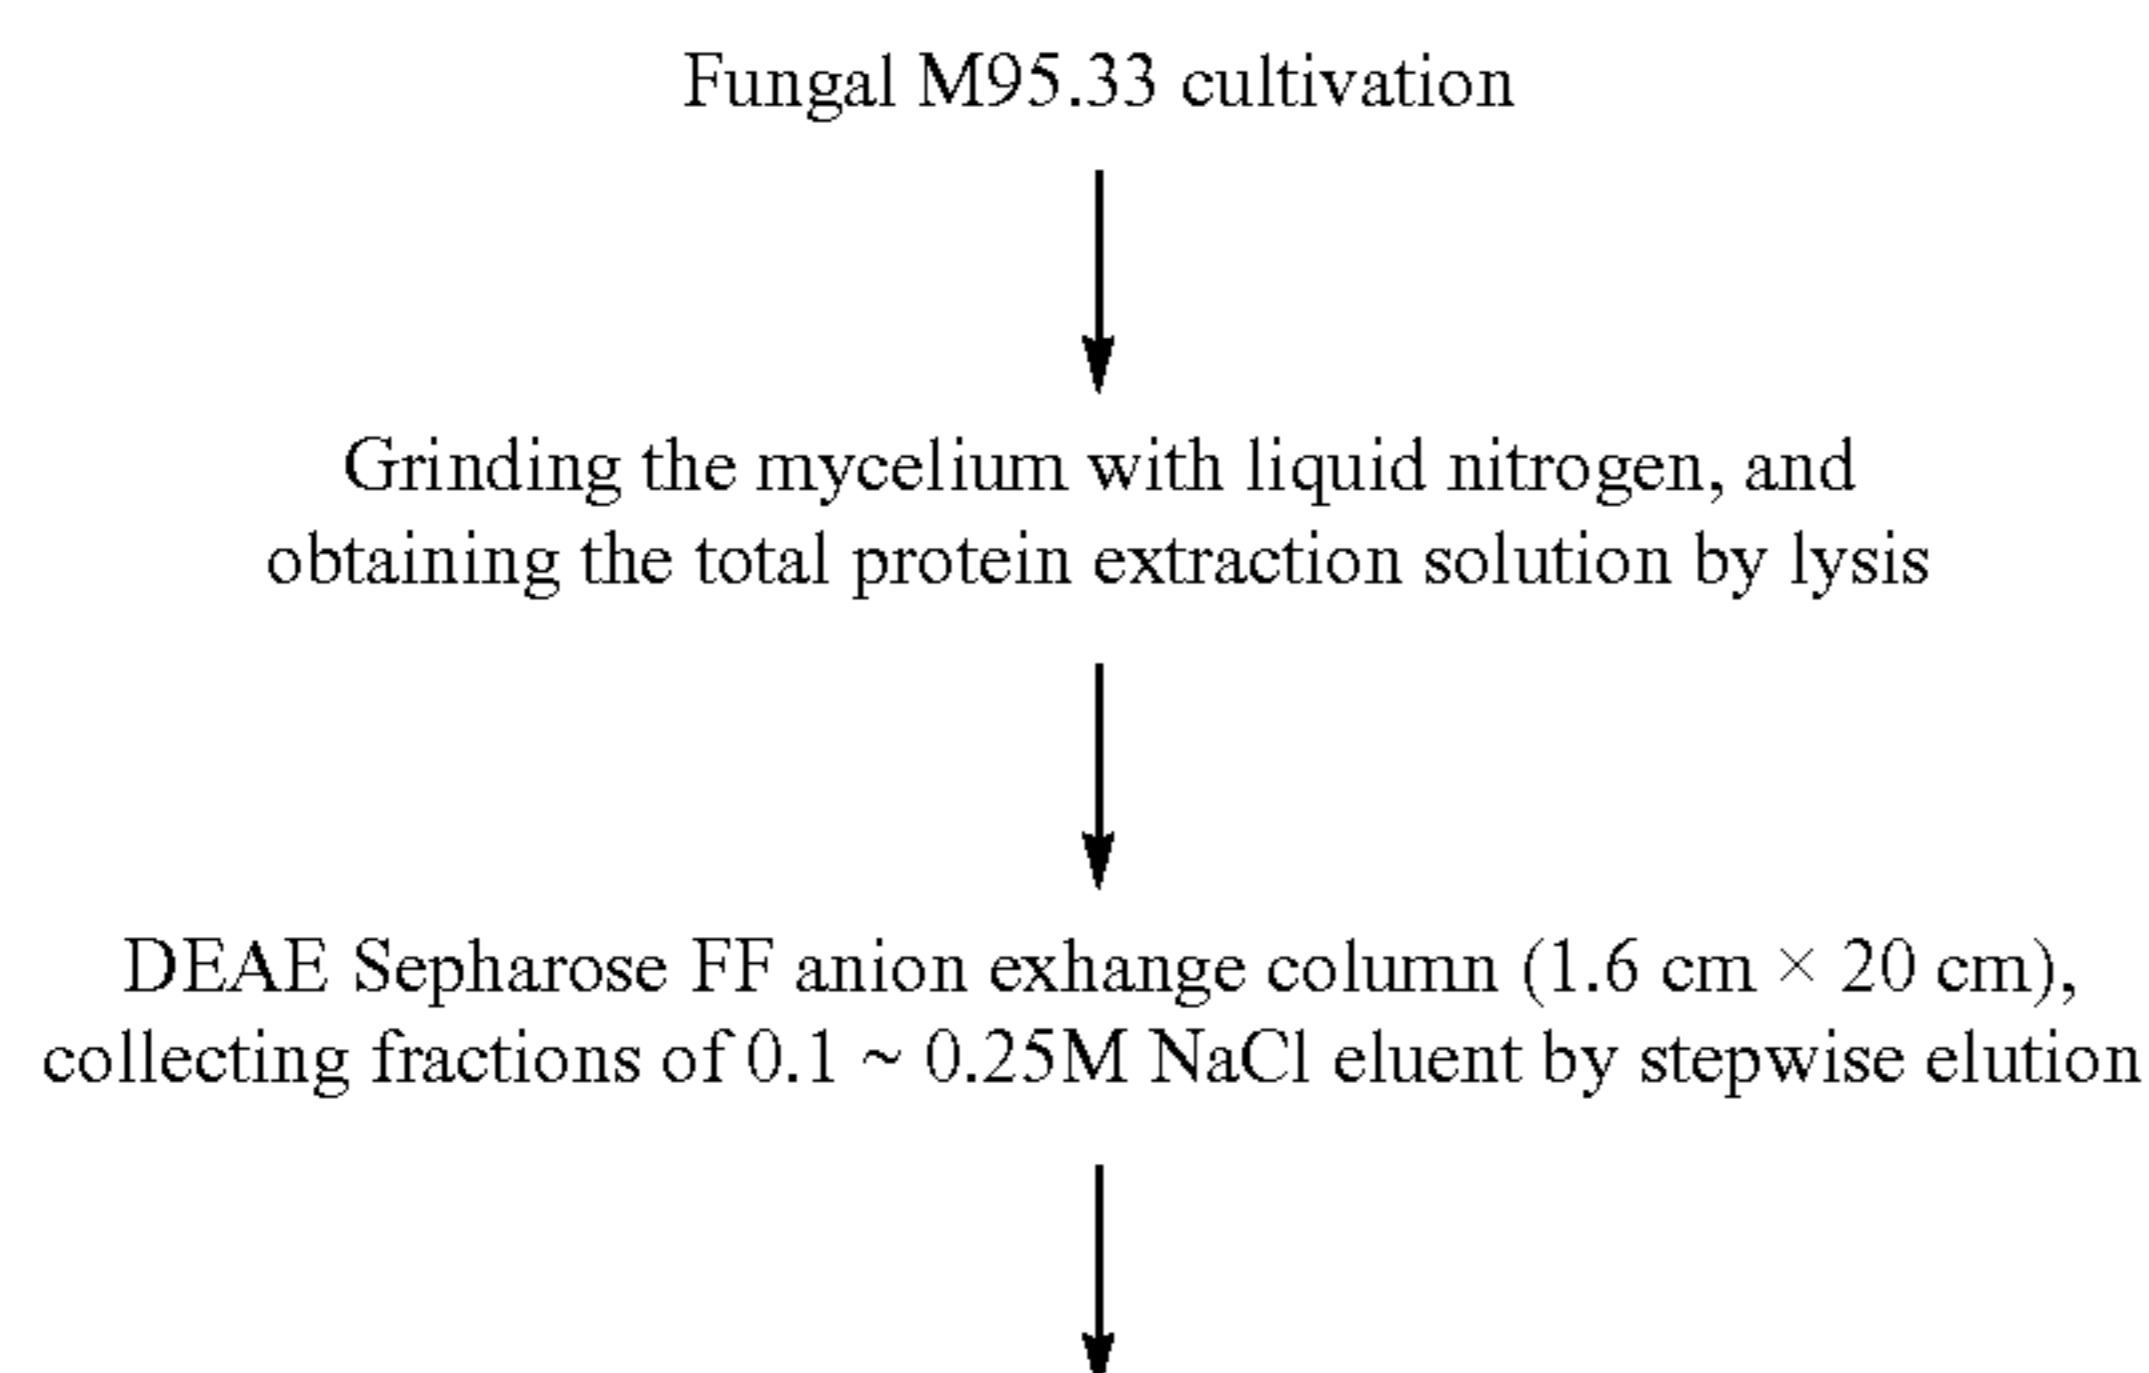 Fungal M95.33 cultivation
Grinding the mycelium with liquid nitrogen, and
obtaining the total protein extraction solution by lysis
DEAE Sepharose FF anion exhange column (1.6 cm × 20 cm),
collecting fractions of 0.1 ~ 0.25M NaCl eluent by stepwise elution